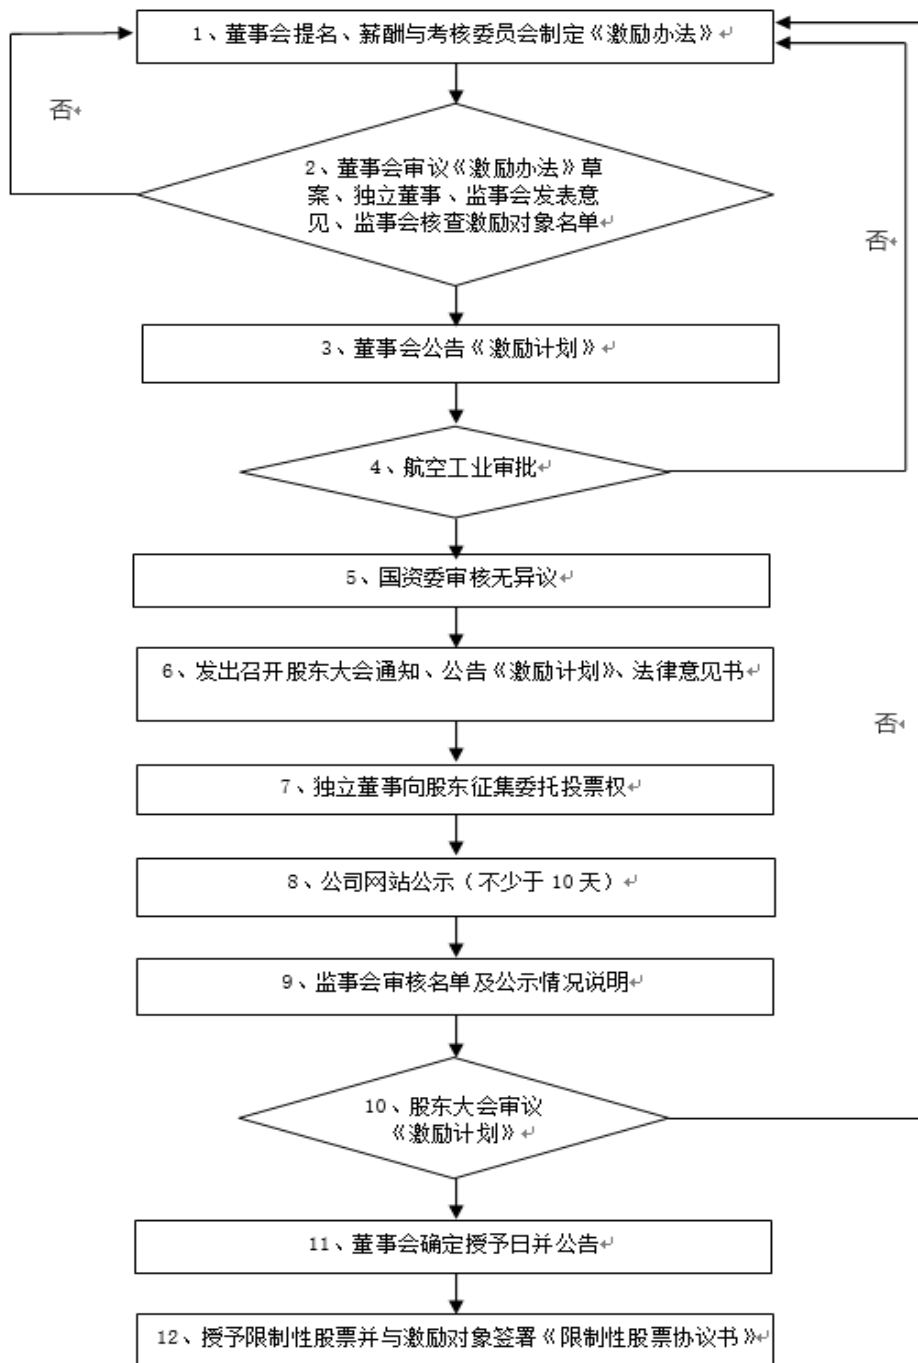 1、董事会提名、薪酬与考核委员会制定《激励办法》
否
2、董事会审议《激励办法》草
案、独立董事、监事会发表意
见、监事会核查激励对象名单
否
3、董事会公告《激励计划》
4、航空工业审批
5、国资委审核无异议
6、发出召开股东大会通知、公告《激励计划》、法律意见书
否
7、独立董事向股东征集委托投票权
8、公司网站公示（不少于 10 天）
9、监事会审核名单及公示情况说明
10、股东大会审议
《激励计划》
11、董事会确定授予日并公告
12、授予限制性股票并与激励对象签署《限制性股票协议书》